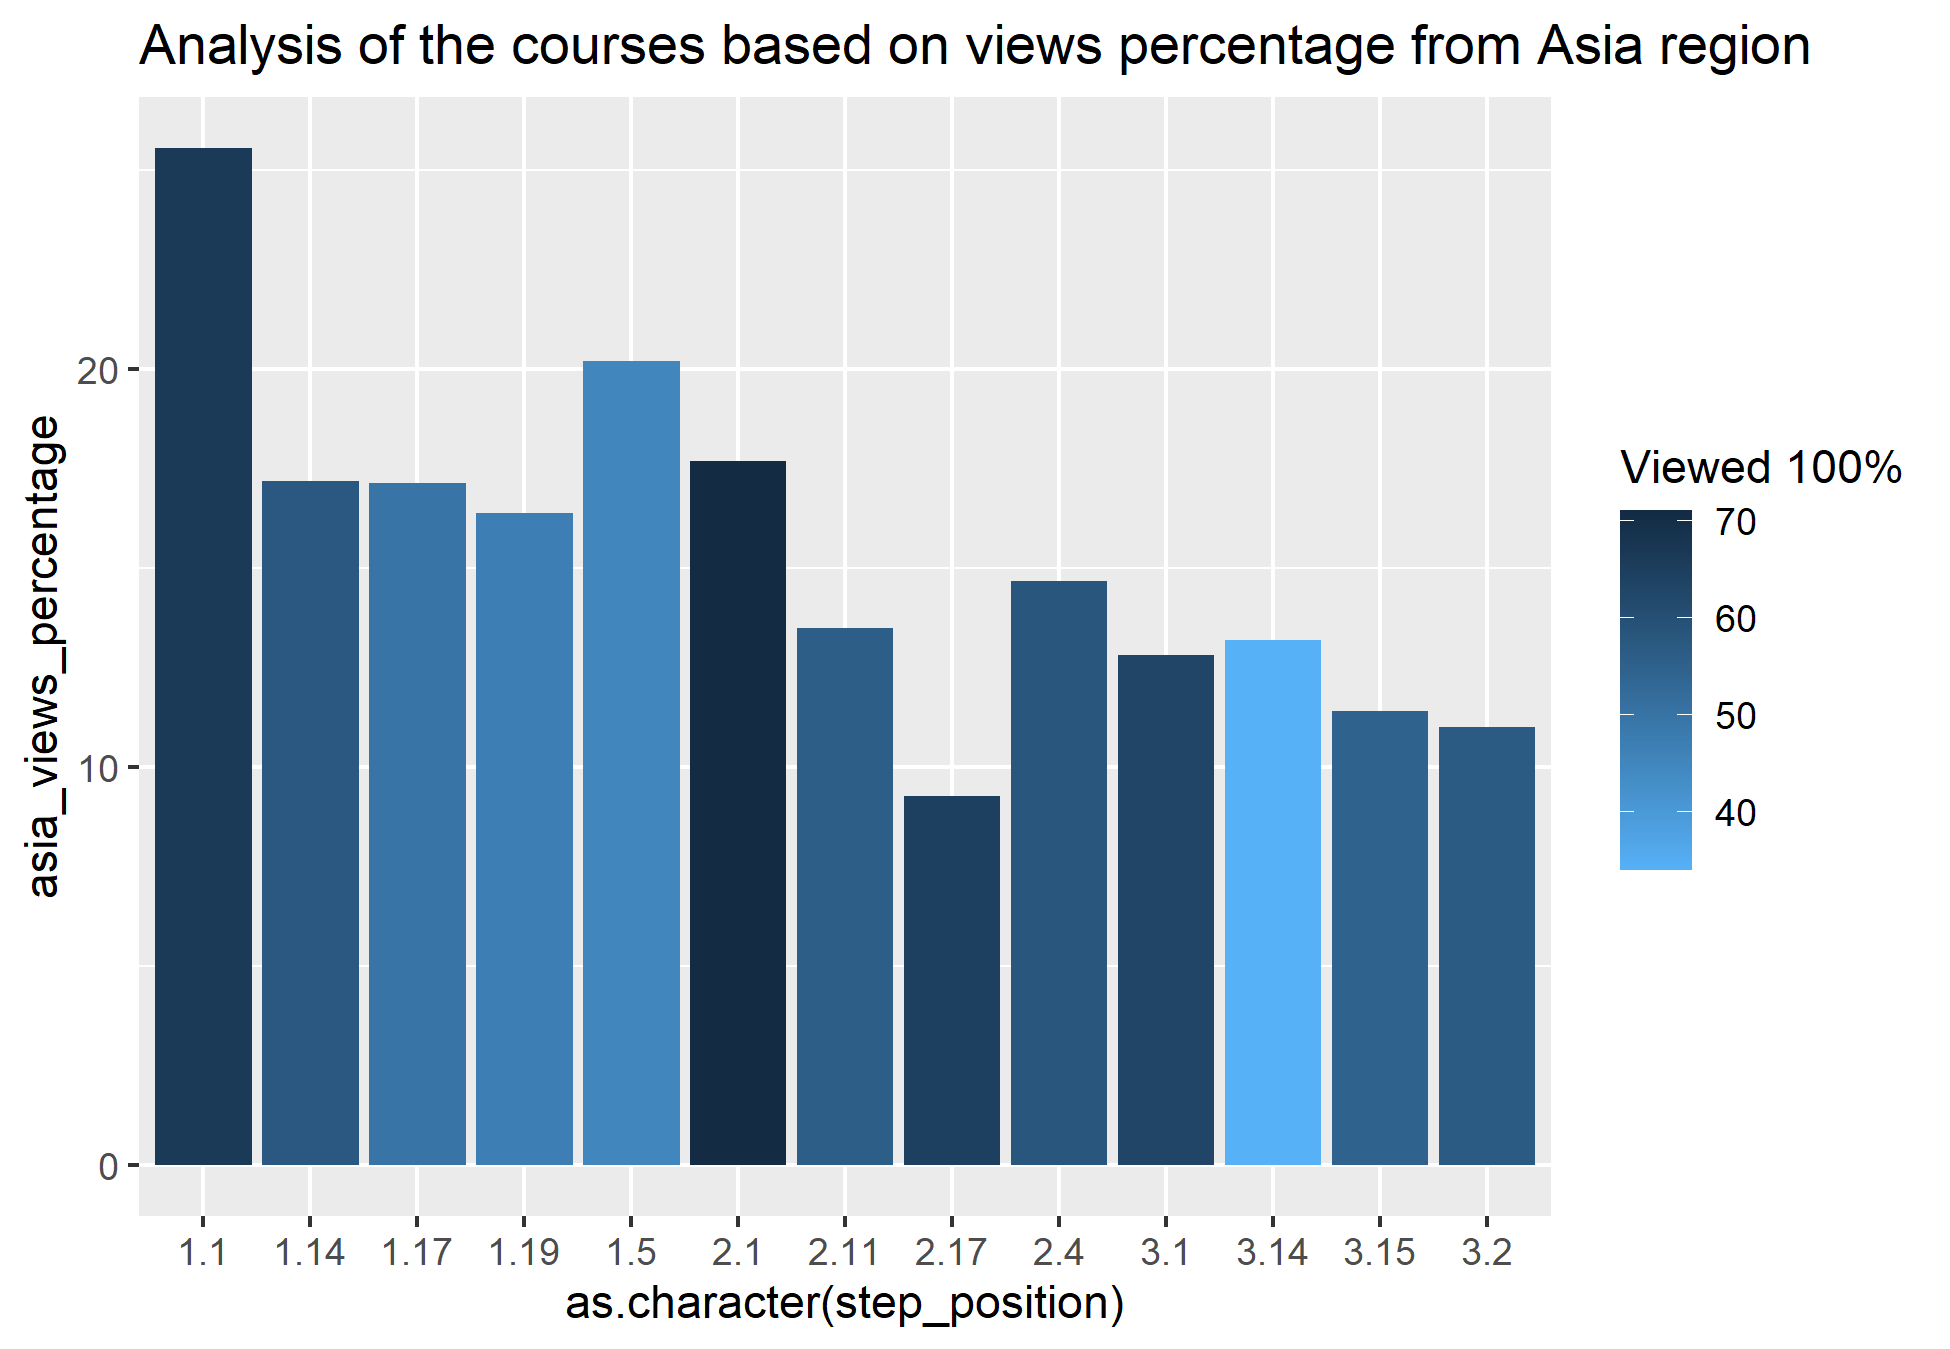 Analysis of the courses based on views percentage from Asia region
asia_views_percentage
20
10
0
1.1 1.14 1.17 1.19 1.5 2.1 2.11 2.17 2.4 3.1 3.14 3.15 3.2
as.character(step_position)
Viewed 100%
70
60
50
40